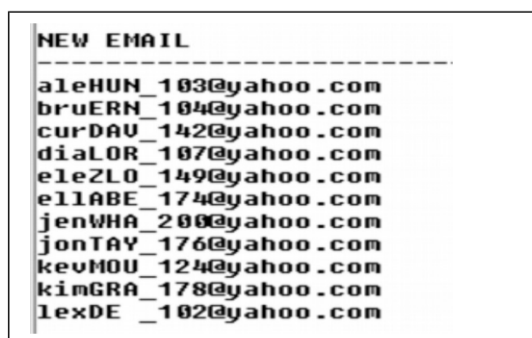 NEW EMAIL
------------------------------
aleHUN_103@yahoo.com
bruERN_104@yahoo.com
curDAV_142@yahoo.com
diaLOR_107@yahoo.com
eleZLO_149@yahoo.com
ellABE_174@yahoo.com
jenWHA_200@yahoo.com
jonTAY_176@yahoo.com
kevMOU_124@yahoo.com
kimGRA_178@yahoo.com
lexDE _102@yahoo.com